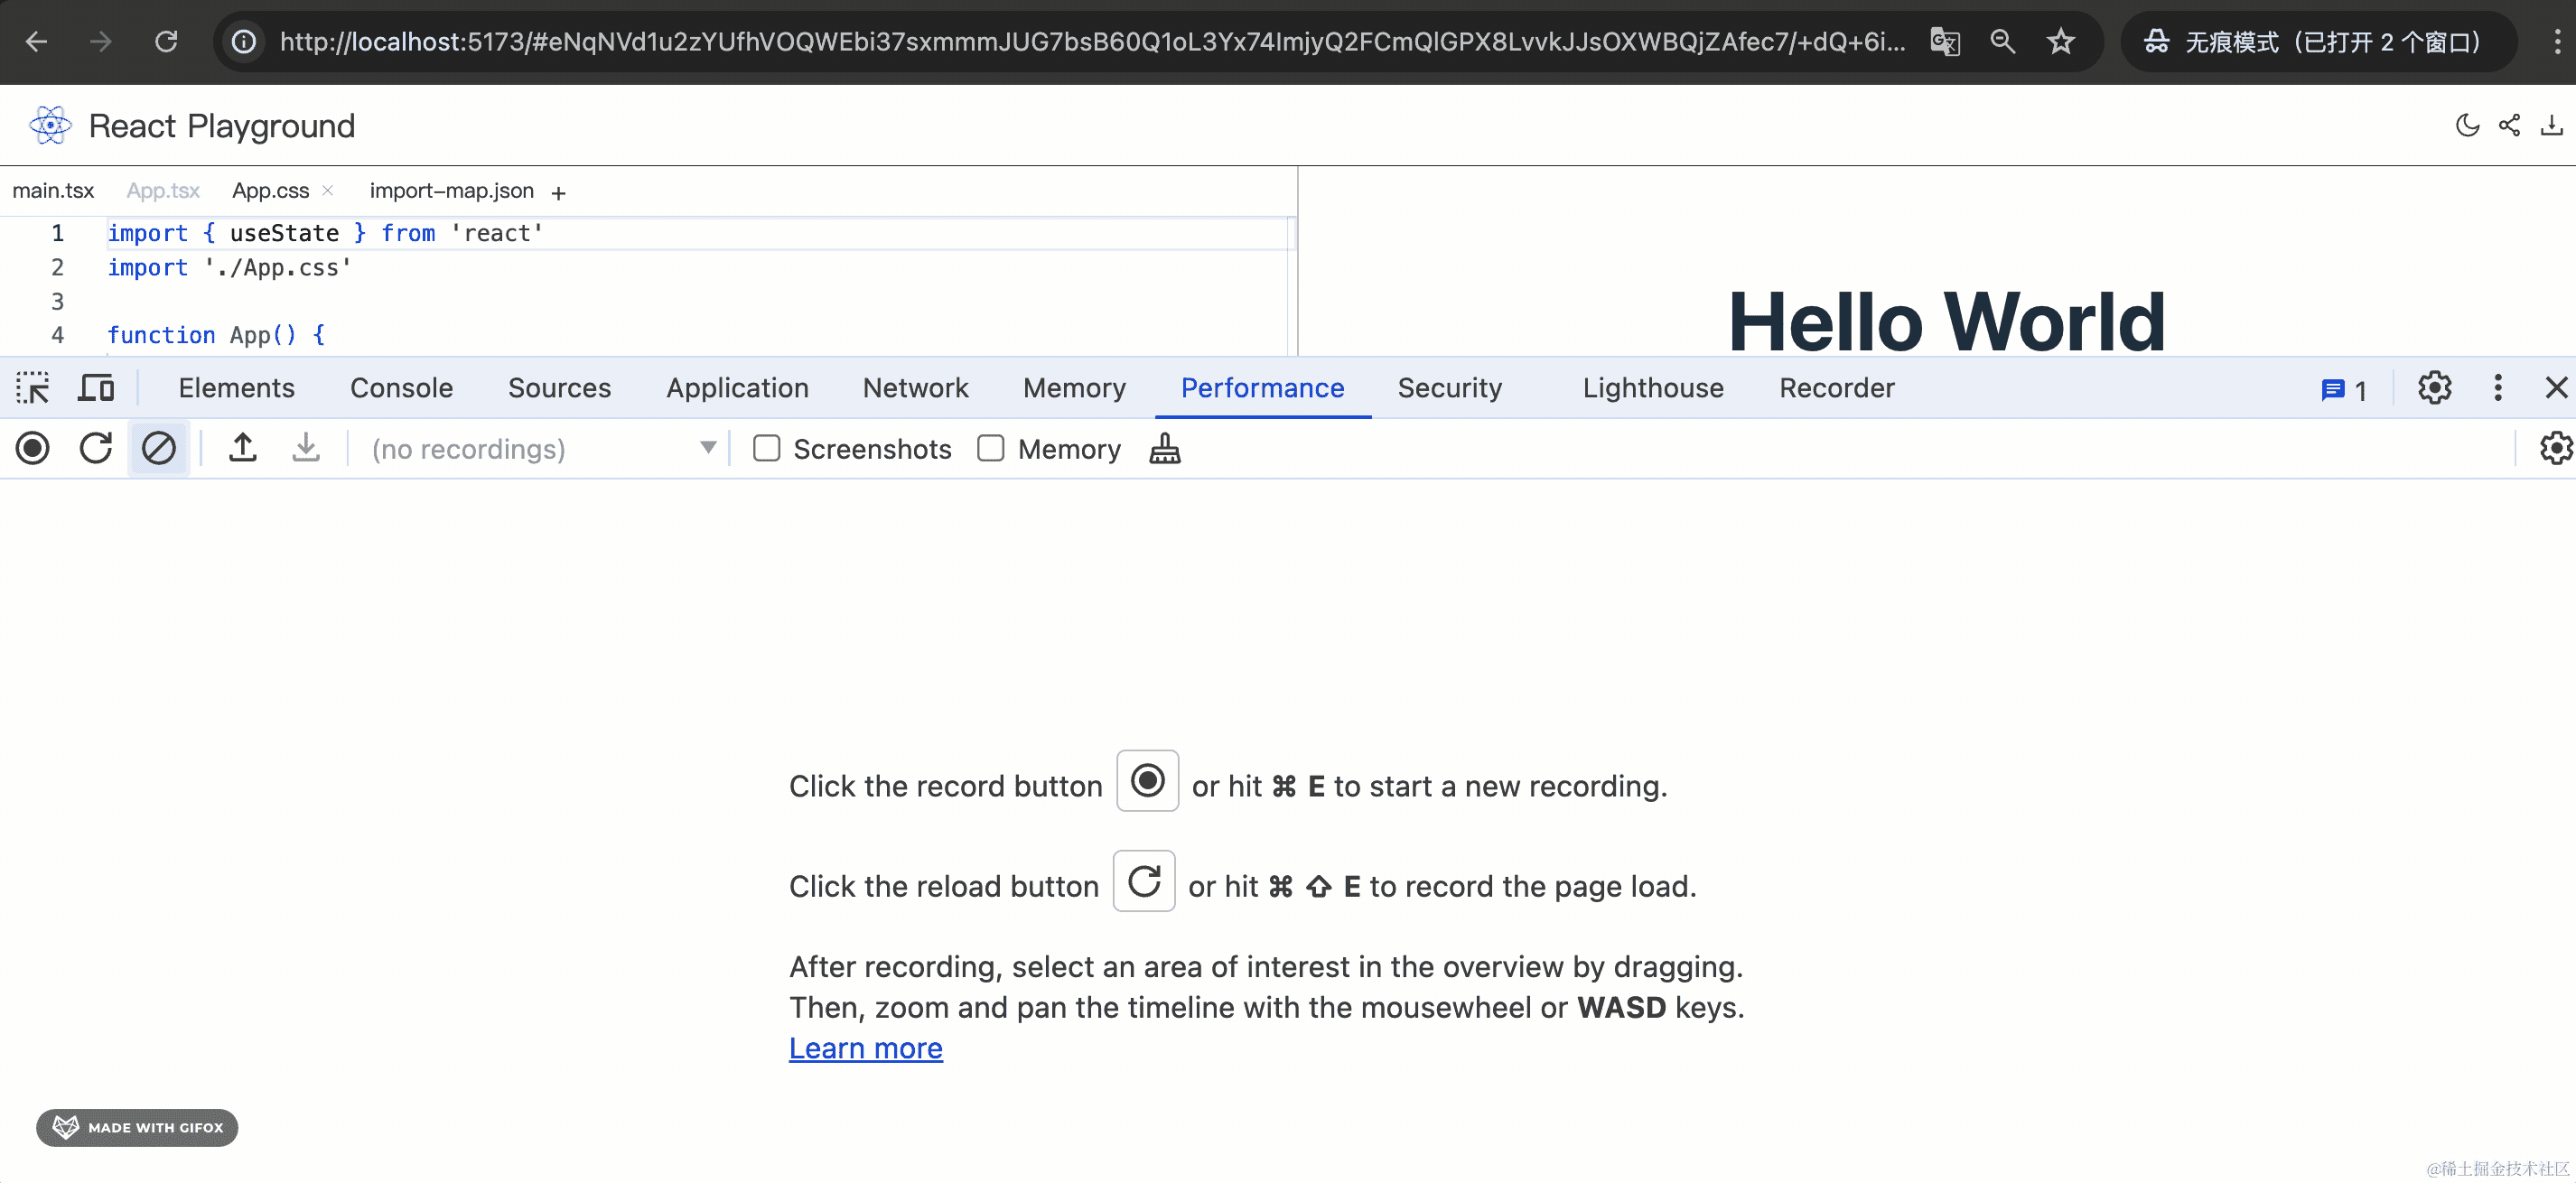 http://localhost:5173/#eNqNVd1u2zYUfhVOQWEbi37sxmmmJUG7bsB60Q1oL3Yx74ImjyQ2FCmQlGPX8LvvkJJsOXWBQjZAfec7/+dQ+6i...
无痕模式（已打开 2 个窗口）
React Playground
main.tsx App.tsx App.css × import-map.json +
1 import { useState } from 'react'
2 import './App.css'
3
4 function App() {
Hello World
Elements Console Sources Application Network Memory Performance Security Lighthouse Recorder 1
(no recordings) Screenshots Memory
Click the record button or hit ⌘ E to start a new recording.
Click the reload button or hit ⌘ ⇧ E to record the page load.
After recording, select an area of interest in the overview by dragging.
Then, zoom and pan the timeline with the mousewheel or WASD keys.
Learn more
MADE WITH GIFOX
@稀土掘金技术社区